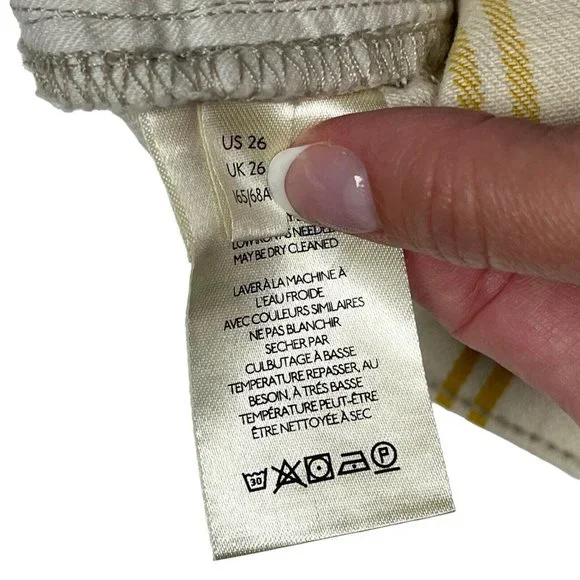 US 26
UK 26
165/68A
LOW IRON AS NEEDED
MAY BE DRY CLEANED
LAVER À LA MACHINE À
L'EAU FROIDE
AVEC COULEURS SIMILAIRES
NE PAS BLANCHIR
SECHER PAR
CULBUTAGE À BASSE
TEMPERATURE REPASSER, AU
BESOIN, À TRÉS BASSE
TEMPÉRATURE PEUT-ÊTRE
ÊTRE NETTOYÉE À SEC
30 P